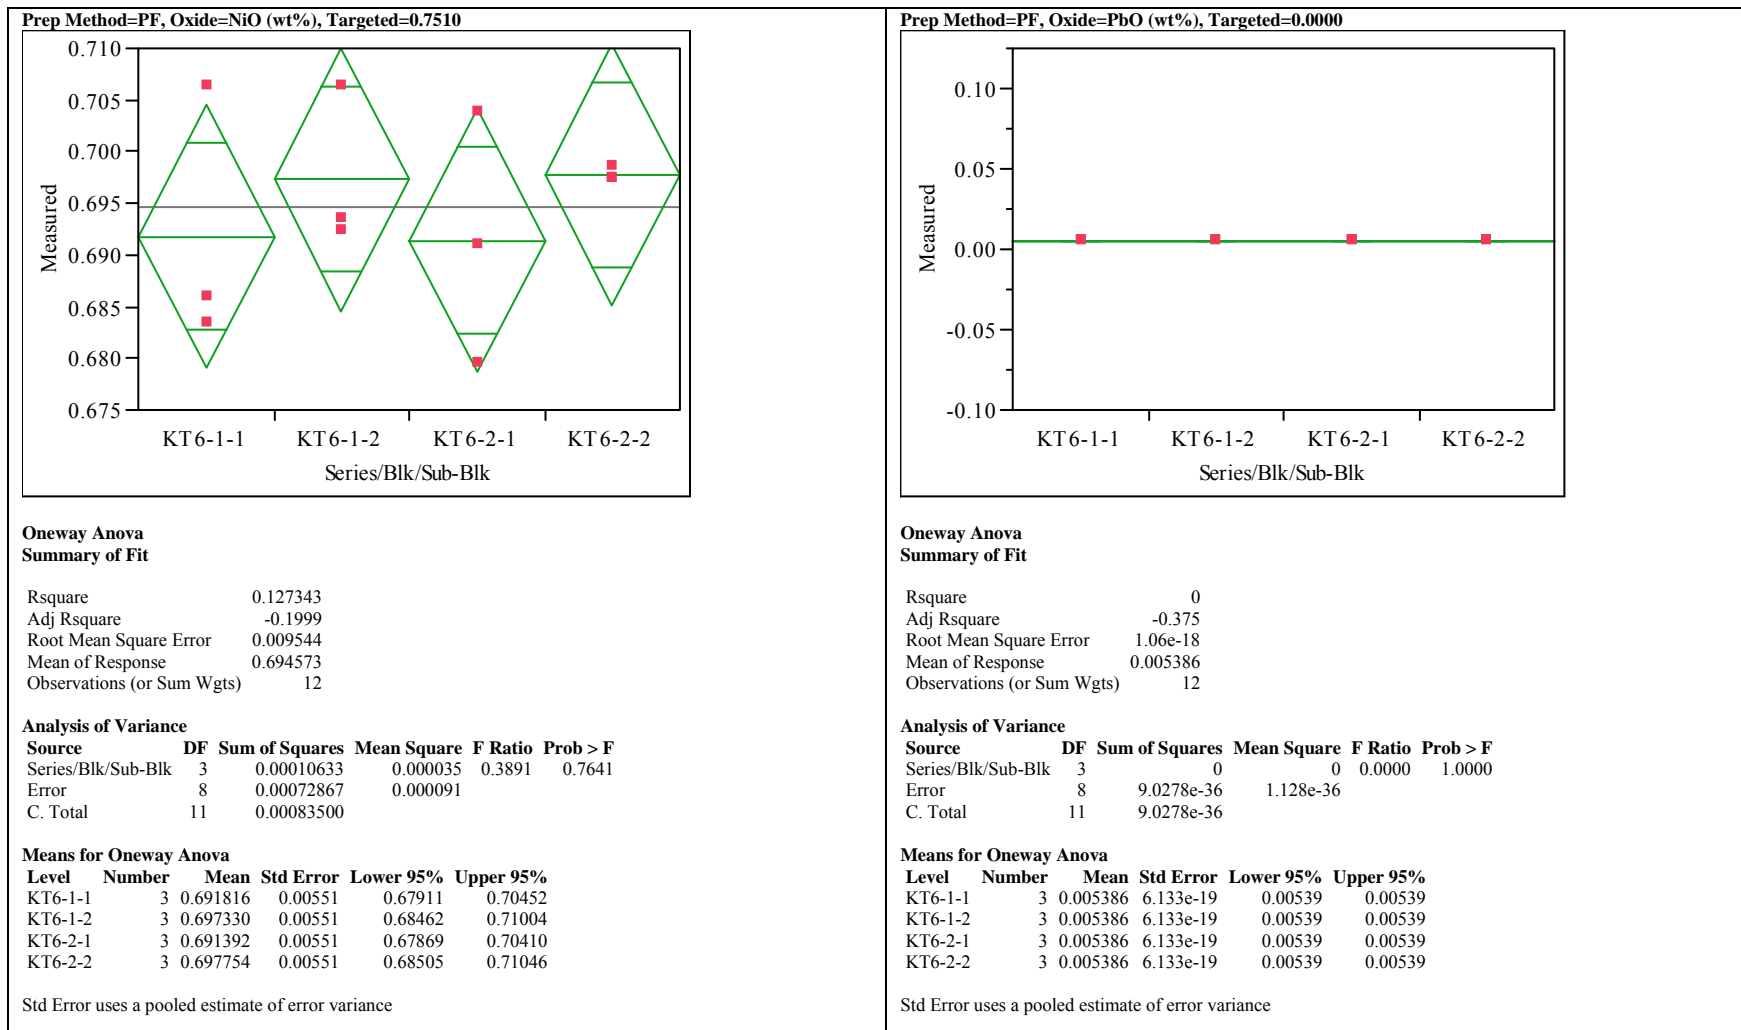 Prep Method=PF, Oxide=NiO (wt%), Targeted=0.7510
0.710
0.705
0.700
0.695
0.690
0.685
0.680
0.675
Measured
KT6-1-1 KT6-1-2 KT6-2-1 KT6-2-2
Series/Blk/Sub-Blk
Oneway Anova
Summary of Fit
Rsquare 0.127343
Adj Rsquare -0.1999
Root Mean Square Error 0.009544
Mean of Response 0.694573
Observations (or Sum Wgts) 12
Analysis of Variance
Source DF Sum of Squares Mean Square F Ratio Prob > F
Series/Blk/Sub-Blk 3 0.00010633 0.000035 0.3891 0.7641
Error 8 0.00072867 0.000091
C. Total 11 0.00083500
Means for Oneway Anova
Level Number Mean Std Error Lower 95% Upper 95%
KT6-1-1 3 0.691816 0.00551 0.67911 0.70452
KT6-1-2 3 0.697330 0.00551 0.68462 0.71004
KT6-2-1 3 0.691392 0.00551 0.67869 0.70410
KT6-2-2 3 0.697754 0.00551 0.68505 0.71046
Std Error uses a pooled estimate of error variance
Prep Method=PF, Oxide=PbO (wt%), Targeted=0.0000
0.10
0.05
0.00
-0.05
-0.10
Measured
KT6-1-1 KT6-1-2 KT6-2-1 KT6-2-2
Series/Blk/Sub-Blk
Oneway Anova
Summary of Fit
Rsquare 0
Adj Rsquare -0.375
Root Mean Square Error 1.06e-18
Mean of Response 0.005386
Observations (or Sum Wgts) 12
Analysis of Variance
Source DF Sum of Squares Mean Square F Ratio Prob > F
Series/Blk/Sub-Blk 3 0 0 0.0000 1.0000
Error 8 9.0278e-36 1.128e-36
C. Total 11 9.0278e-36
Means for Oneway Anova
Level Number Mean Std Error Lower 95% Upper 95%
KT6-1-1 3 0.005386 6.133e-19 0.00539 0.00539
KT6-1-2 3 0.005386 6.133e-19 0.00539 0.00539
KT6-2-1 3 0.005386 6.133e-19 0.00539 0.00539
KT6-2-2 3 0.005386 6.133e-19 0.00539 0.00539
Std Error uses a pooled estimate of error variance